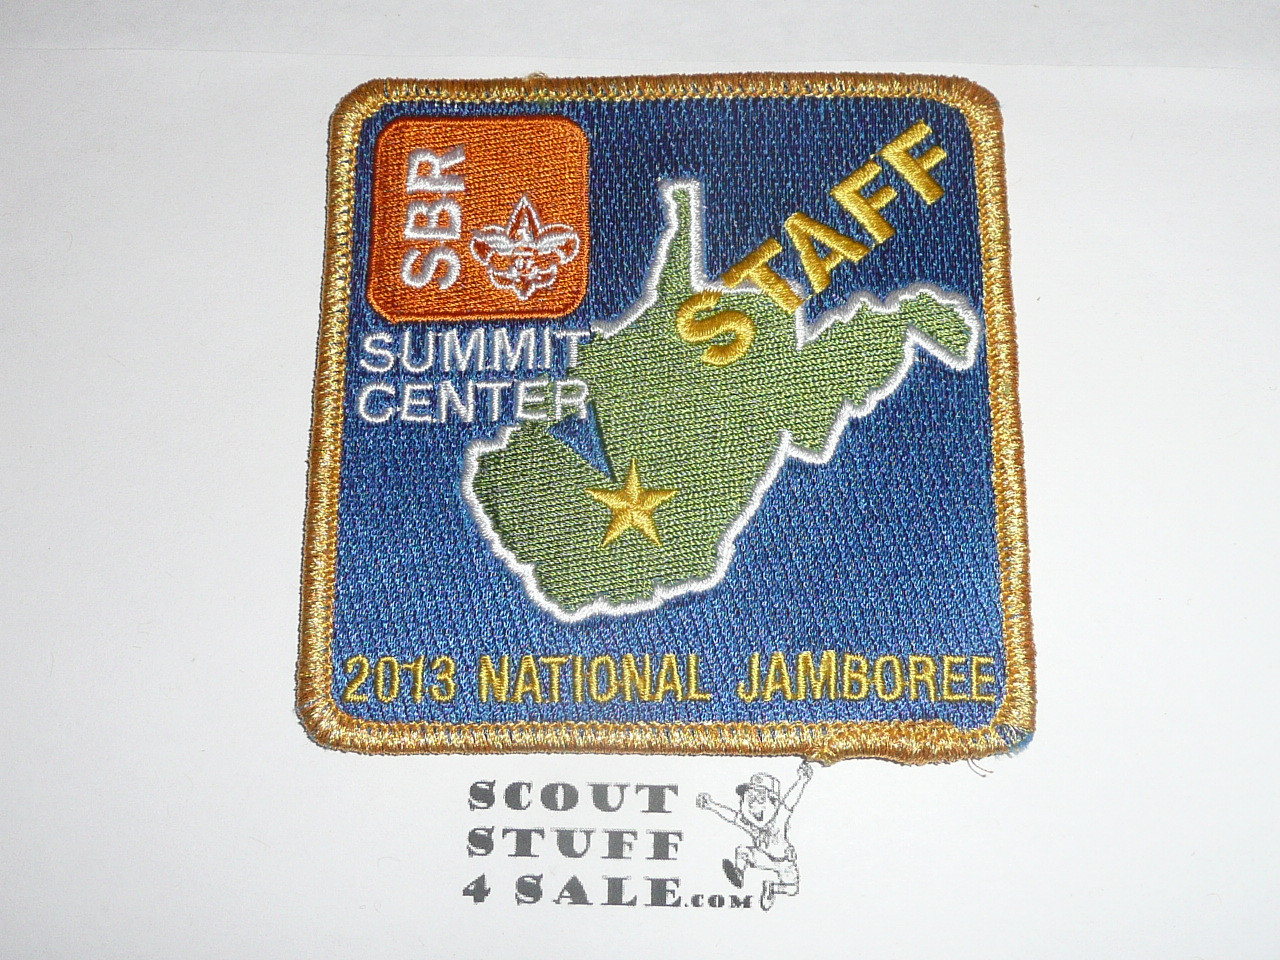 SBR
STAFF
SUMMIT
CENTER
2013 NATIONAL JAMBOREE
SCOUT
STUFF
4 SALE.COM